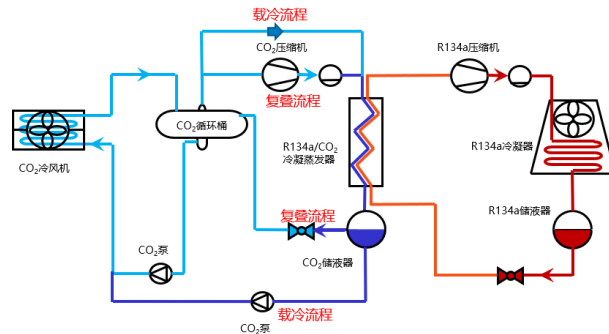 载冷流程
CO₂压缩机
R134a压缩机
复叠流程
CO₂循环桶
R134a/CO₂
冷凝蒸发器
R134a冷凝器
CO₂冷风机
复叠流程
R134a储液器
CO₂泵
CO₂储液器
载冷流程
CO₂泵